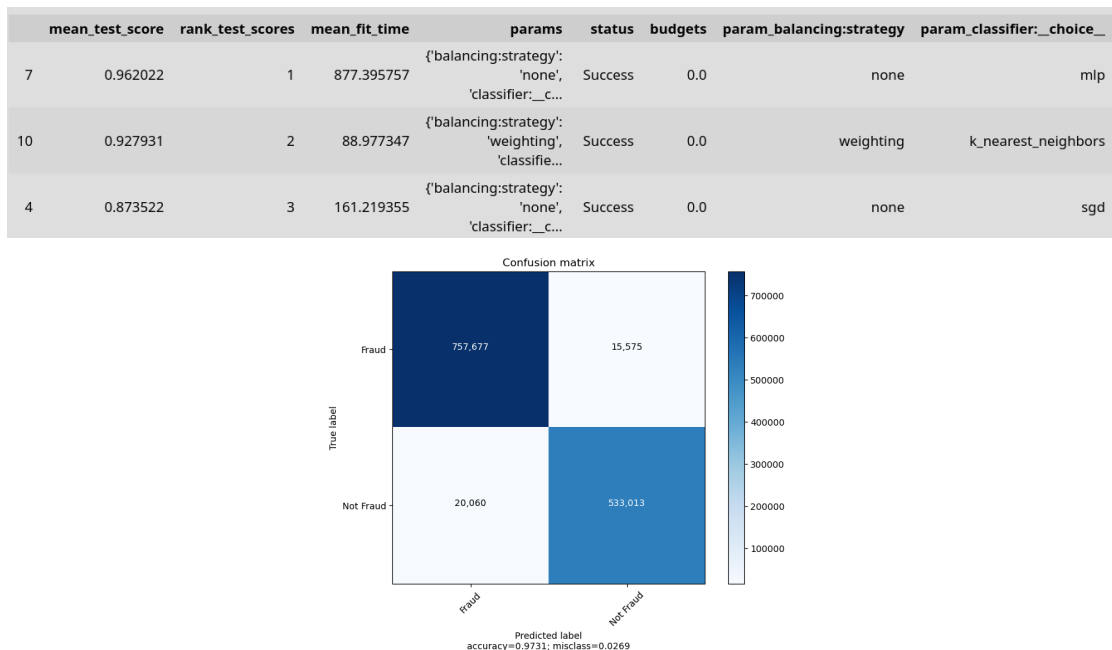 mean_test_score rank_test_scores mean_fit_time params status budgets param_balancing:strategy param_classifier:__choice__
{'balancing:strategy':
7 0.962022 1 877.395757 'none', Success 0.0 none mlp
'classifier:__c...
{'balancing:strategy':
10 0.927931 2 88.977347 'weighting', Success 0.0 weighting k_nearest_neighbors
'classifie...
{'balancing:strategy':
4 0.873522 3 161.219355 'none', Success 0.0 none sgd
'classifier:__c...
Confusion matrix
700000
600000
500000
400000
300000
200000
100000
Fraud 757,677 15,575
True label
Not Fraud 20,060 533,013
Fraud Not Fraud
Predicted label
accuracy=0.9731; misclass=0.0269